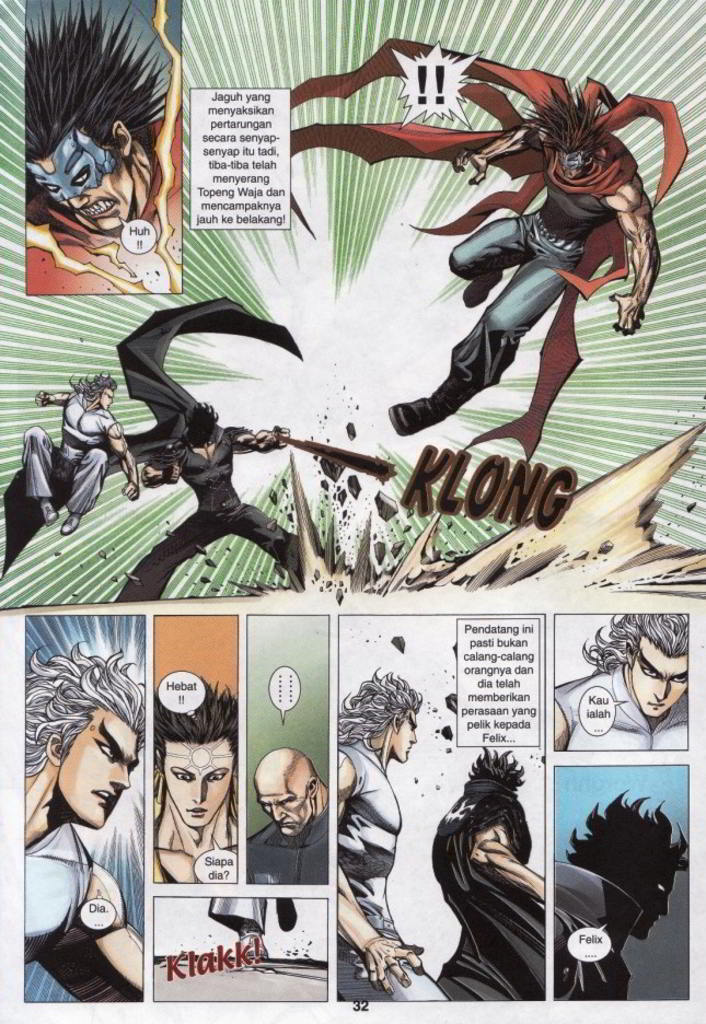 Huh
!!
Jaguh yang
menyaksikan
pertarungan
secara senyap-
senyap itu tadi,
tiba-tiba telah
menyerang
Topeng Waja dan
mencampaknya
jauh ke belakang!
!!
KLONG
Dia.
...
Hebat
!!
Siapa
dia?
Klakk!
Pendatang ini
pasti bukan
calang-calang
orangnya dan
dia telah
memberikan
perasaan yang
pelik kepada
Felix...
Kau
ialah
...
Felix
....
32